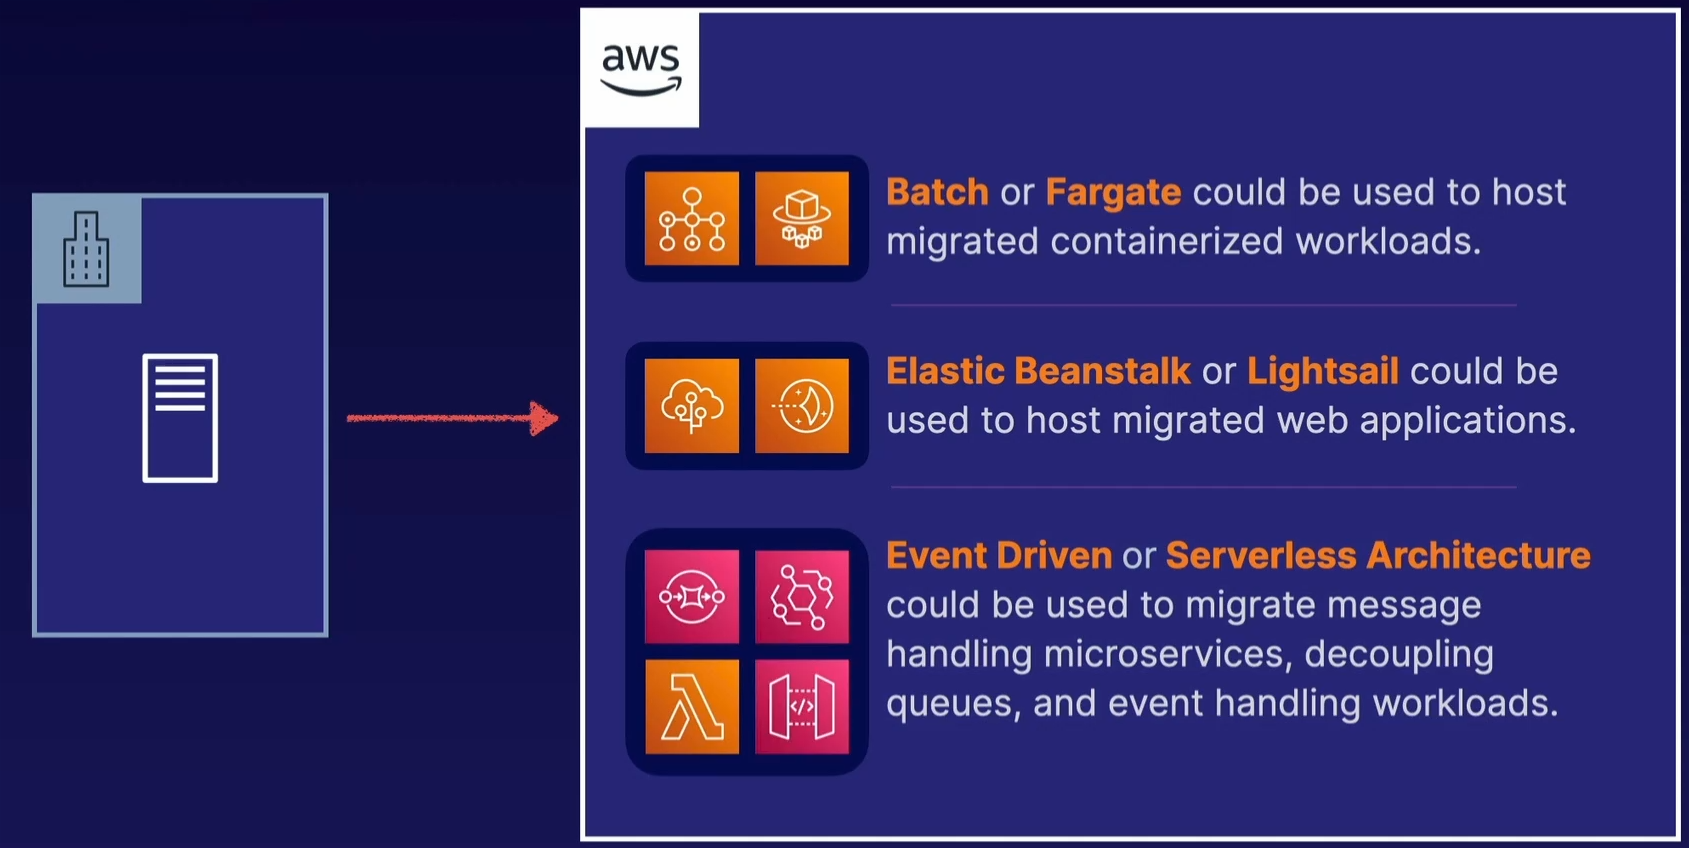 aws
Batch or Fargate could be used to host
migrated containerized workloads.
Elastic Beanstalk or Lightsail could be
used to host migrated web applications.
Event Driven or Serverless Architecture
could be used to migrate message
handling microservices, decoupling
queues, and event handling workloads.
</>